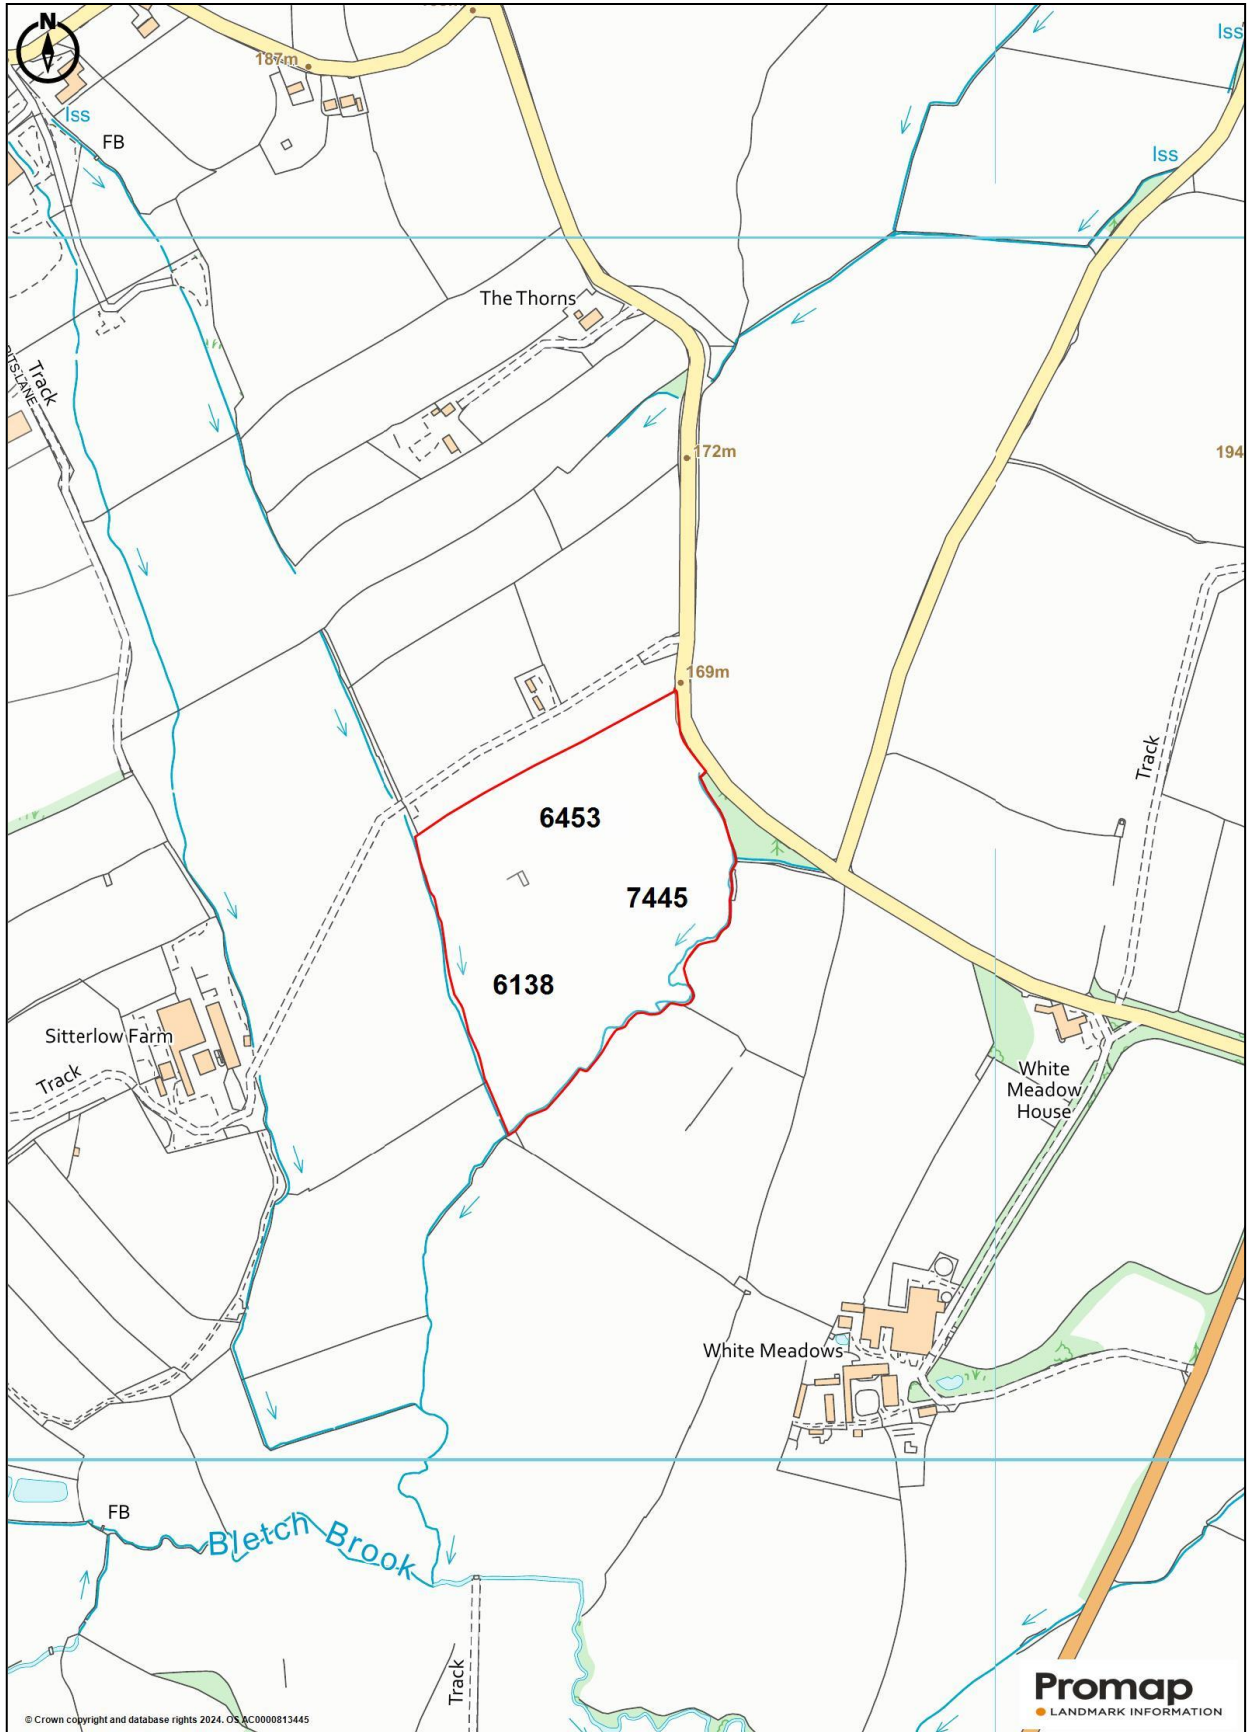 N
187m
Iss
Iss
FB
Iss
The Thorns
Track
172m
194
169m
Track
6453
7445
6138
Sitterlow Farm
Track
White
Meadow
House
White Meadows
FB
Bletch Brook
Track
Promap
LANDMARK INFORMATION
© Crown copyright and database rights 2024. OS AC0000813445